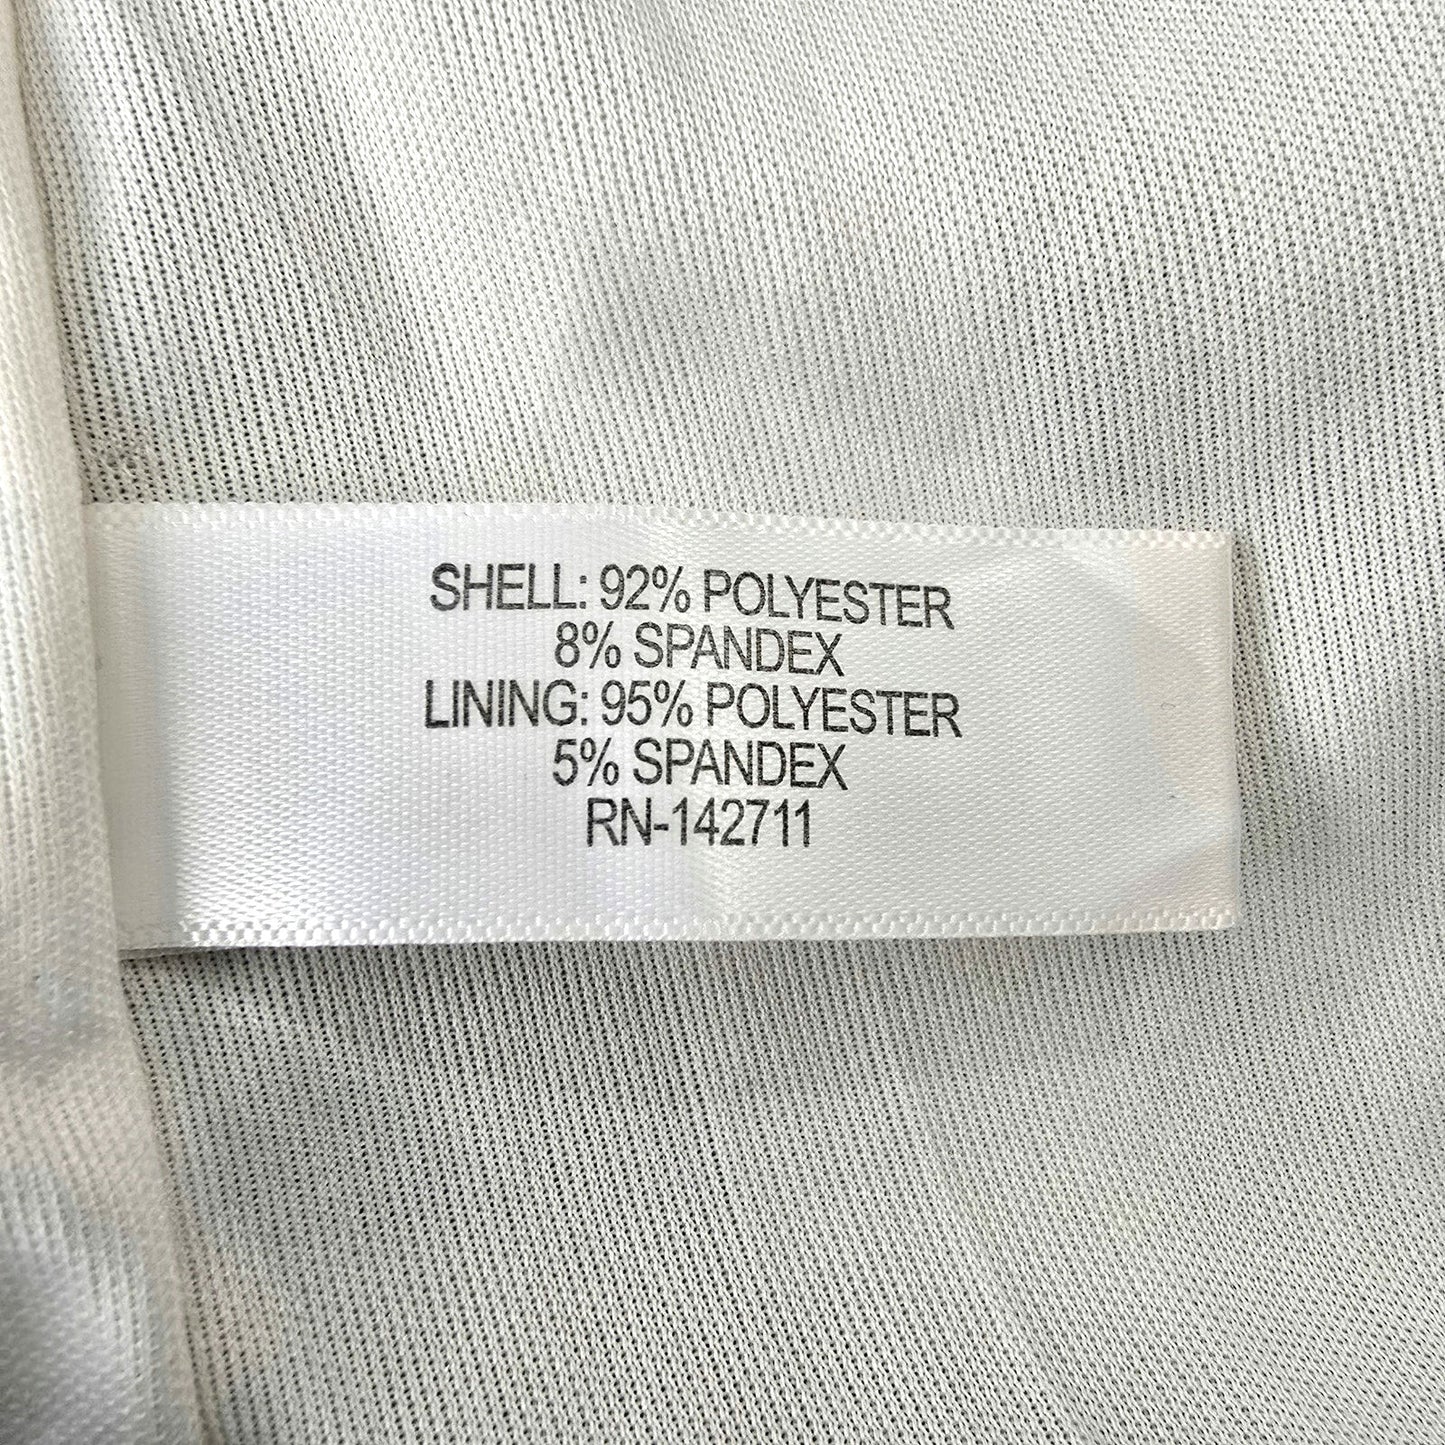 SHELL: 92% POLYESTER
8% SPANDEX
LINING: 95% POLYESTER
5% SPANDEX
RN-142711